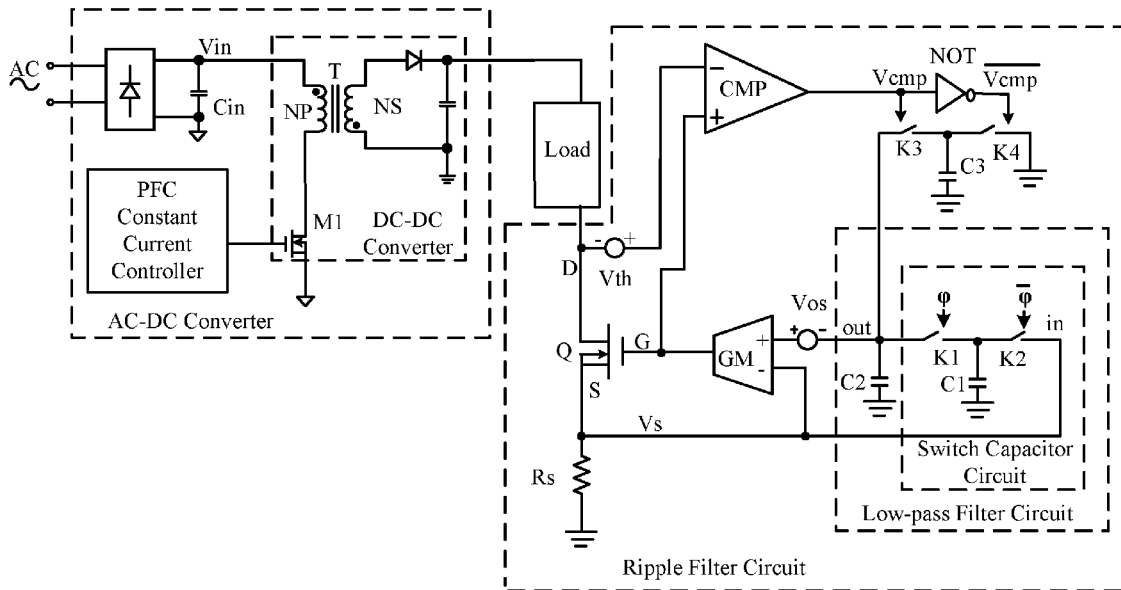 AC
Vin
Cin
T
NP
NS
M1
PFC
Constant
Current
Controller
DC-DC
Converter
AC-DC Converter
Load
D
- +
Vth
−
+
CMP
Vcmp
NOT
Vcmp
K3
C3
K4
Q
G
S
GM
+
-
Vos
+ -
out
C2
φ
K1
C1
φ
K2
in
Vs
Rs
Switch Capacitor
Circuit
Low-pass Filter Circuit
Ripple Filter Circuit